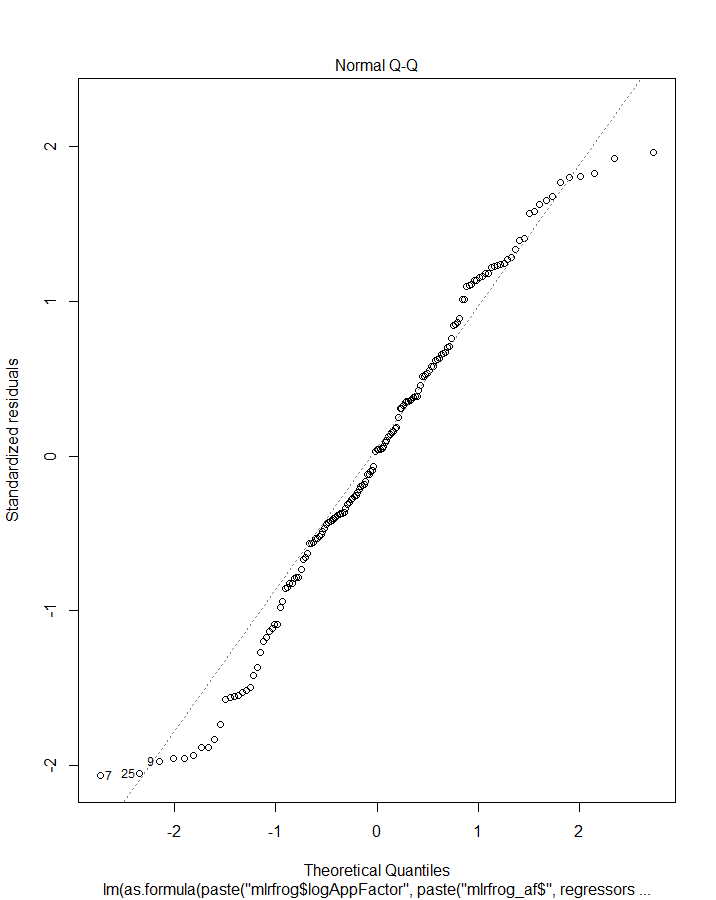 Normal Q-Q
Standardized residuals
2
1
0
-1
-2
7
25
9
-2 -1 0 1 2
Theoretical Quantiles
lm(as.formula(paste("mlrfrog$logAppFactor", paste("mlrfrog_af$", regressors ...